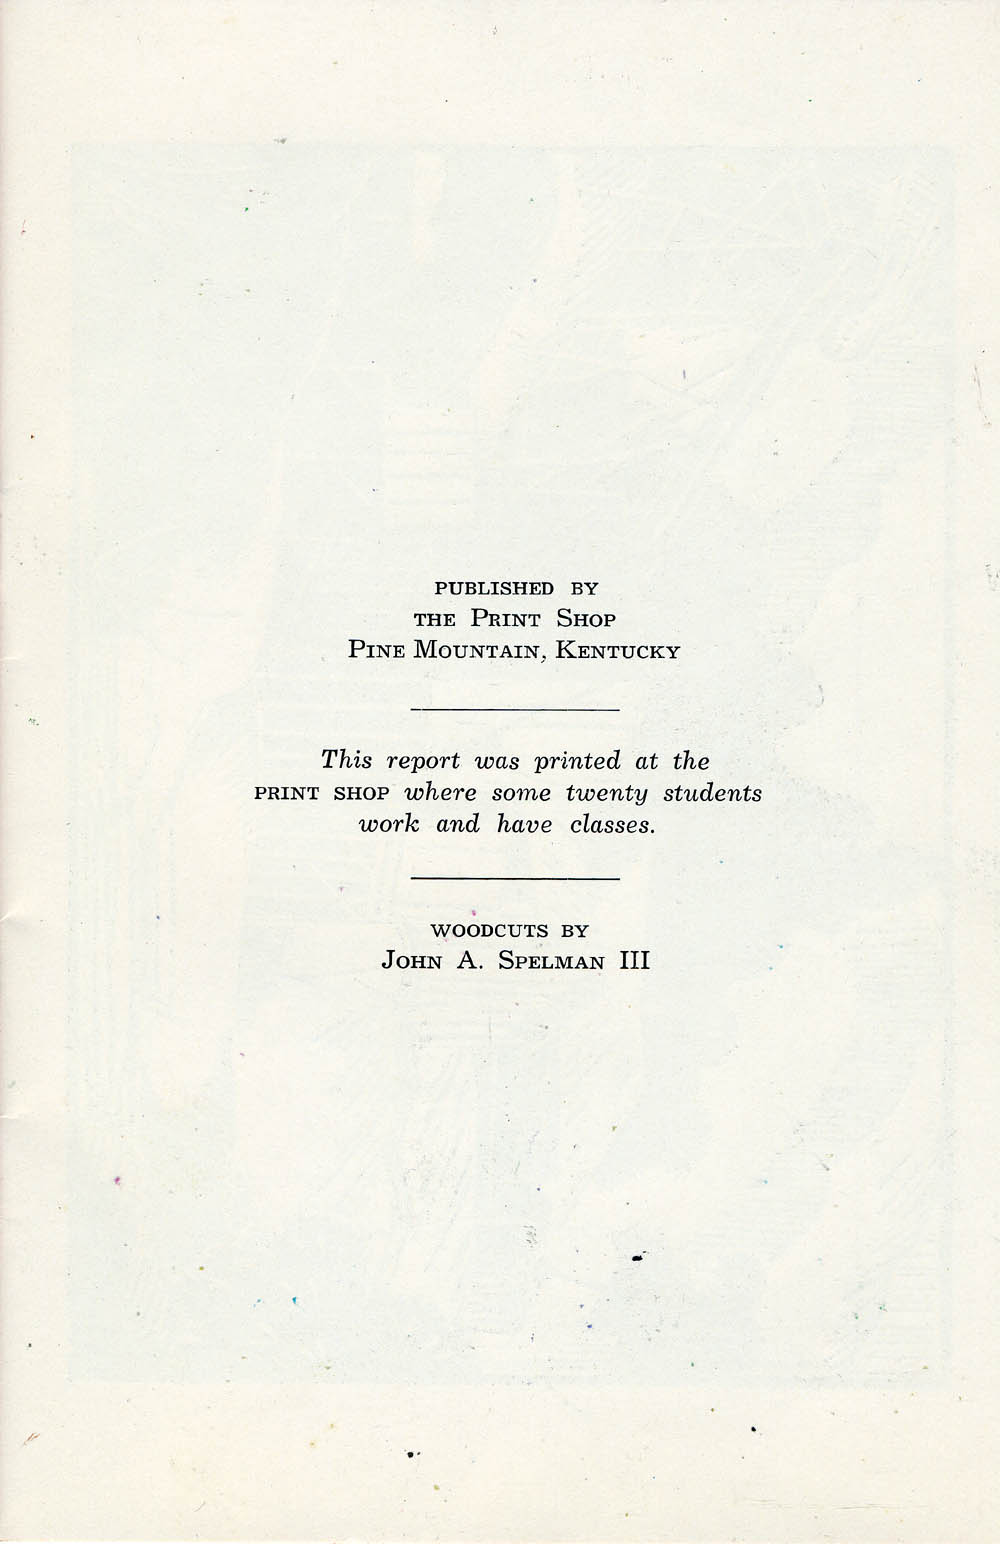 PUBLISHED BY
THE PRINT SHOP
PINE MOUNTAIN, KENTUCKY
This report was printed at the
PRINT SHOP where some twenty students
work and have classes.
WOODCUTS BY
JOHN A. SPELMAN III